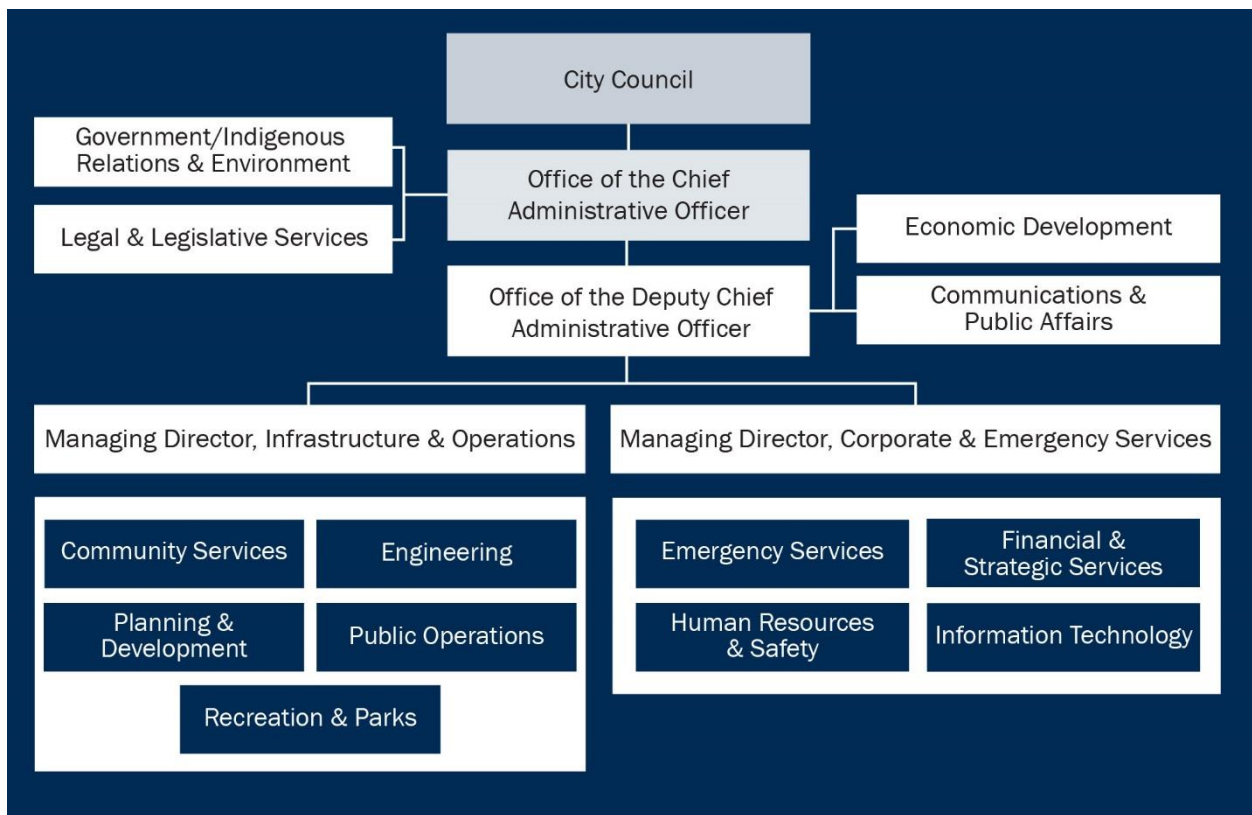 City Council
Government/Indigenous
Relations & Environment
Office of the Chief
Administrative Officer
Legal & Legislative Services
Economic Development
Office of the Deputy Chief
Administrative Officer
Communications &
Public Affairs
Managing Director, Infrastructure & Operations
Managing Director, Corporate & Emergency Services
Community Services
Engineering
Planning &
Development
Public Operations
Recreation & Parks
Emergency Services
Financial &
Strategic Services
Human Resources
& Safety
Information Technology